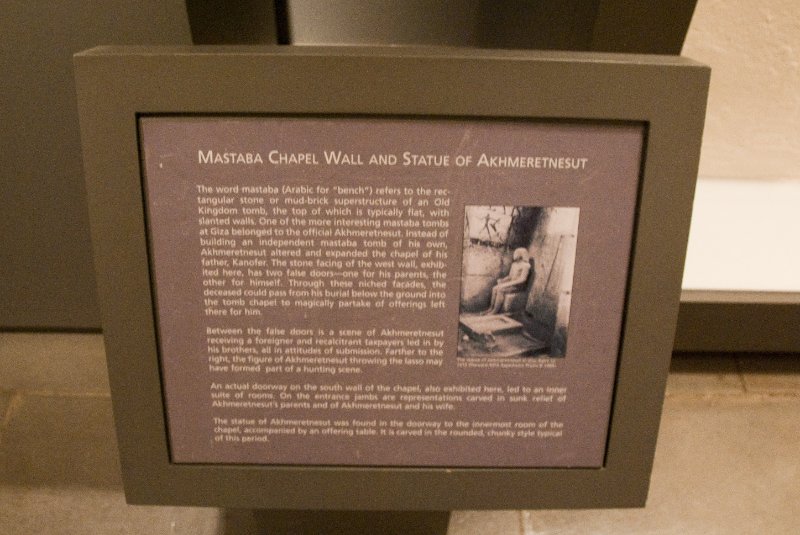 MASTABA CHAPEL WALL AND STATUE OF AKHMERETNESUT
The word mastaba (Arabic for "bench") refers to the rec-
tangular stone or mud-brick superstructure of an Old
Kingdom tomb, the top of which is typically flat, with
slanted walls. One of the more interesting mastaba tombs
at Giza belonged to the official Akhmeretnesut. Instead of
building an independent mastaba tomb of his own,
Akhmeretnesut altered and expanded the chapel of his
father, Kanofer. The stone facing of the west wall, exhib-
ited here, has two false doors—one for his parents, the
other for himself. Through these niched facades, the
deceased could pass from his burial below the ground into
the tomb chapel to magically partake of offerings left
there for him.
Between the false doors is a scene of Akhmeretnesut
receiving a foreigner and recalcitrant taxpayers led in by
his brothers, all in attitudes of submission. Farther to the
right, the figure of Akhmeretnesut throwing the lasso may
have formed part of a hunting scene.
An actual doorway on the south wall of the chapel, also exhibited here, led to an inner
suite of rooms. On the entrance jambs are representations carved in sunk relief of
Akhmeretnesut's parents and of Akhmeretnesut and his wife.
The statue of Akhmeretnesut was found in the doorway to the innermost room of the
chapel, accompanied by an offering table. It is carved in the rounded, chunky style typical
of this period.